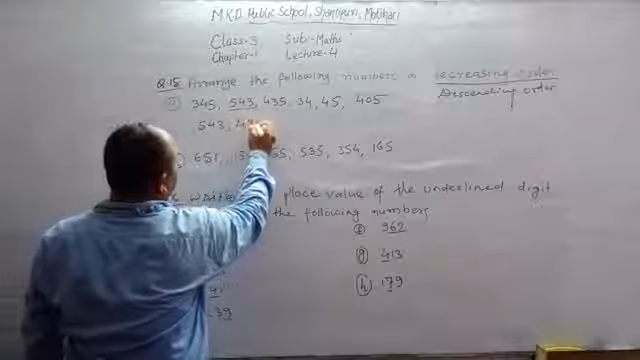 M.K.D. Public School, Shantipuri, Motihari
Class-3 Sub:- Maths
Chapter-1 Lecture-4
Q.15 Arrange the following numbers in decreasing order
Descending order
345, 543, 435, 34, 45, 405
543, 43
651, 535, 354, 165
place value of the underlined digit
the following numbers
962
(g) 413
(h) 179
39